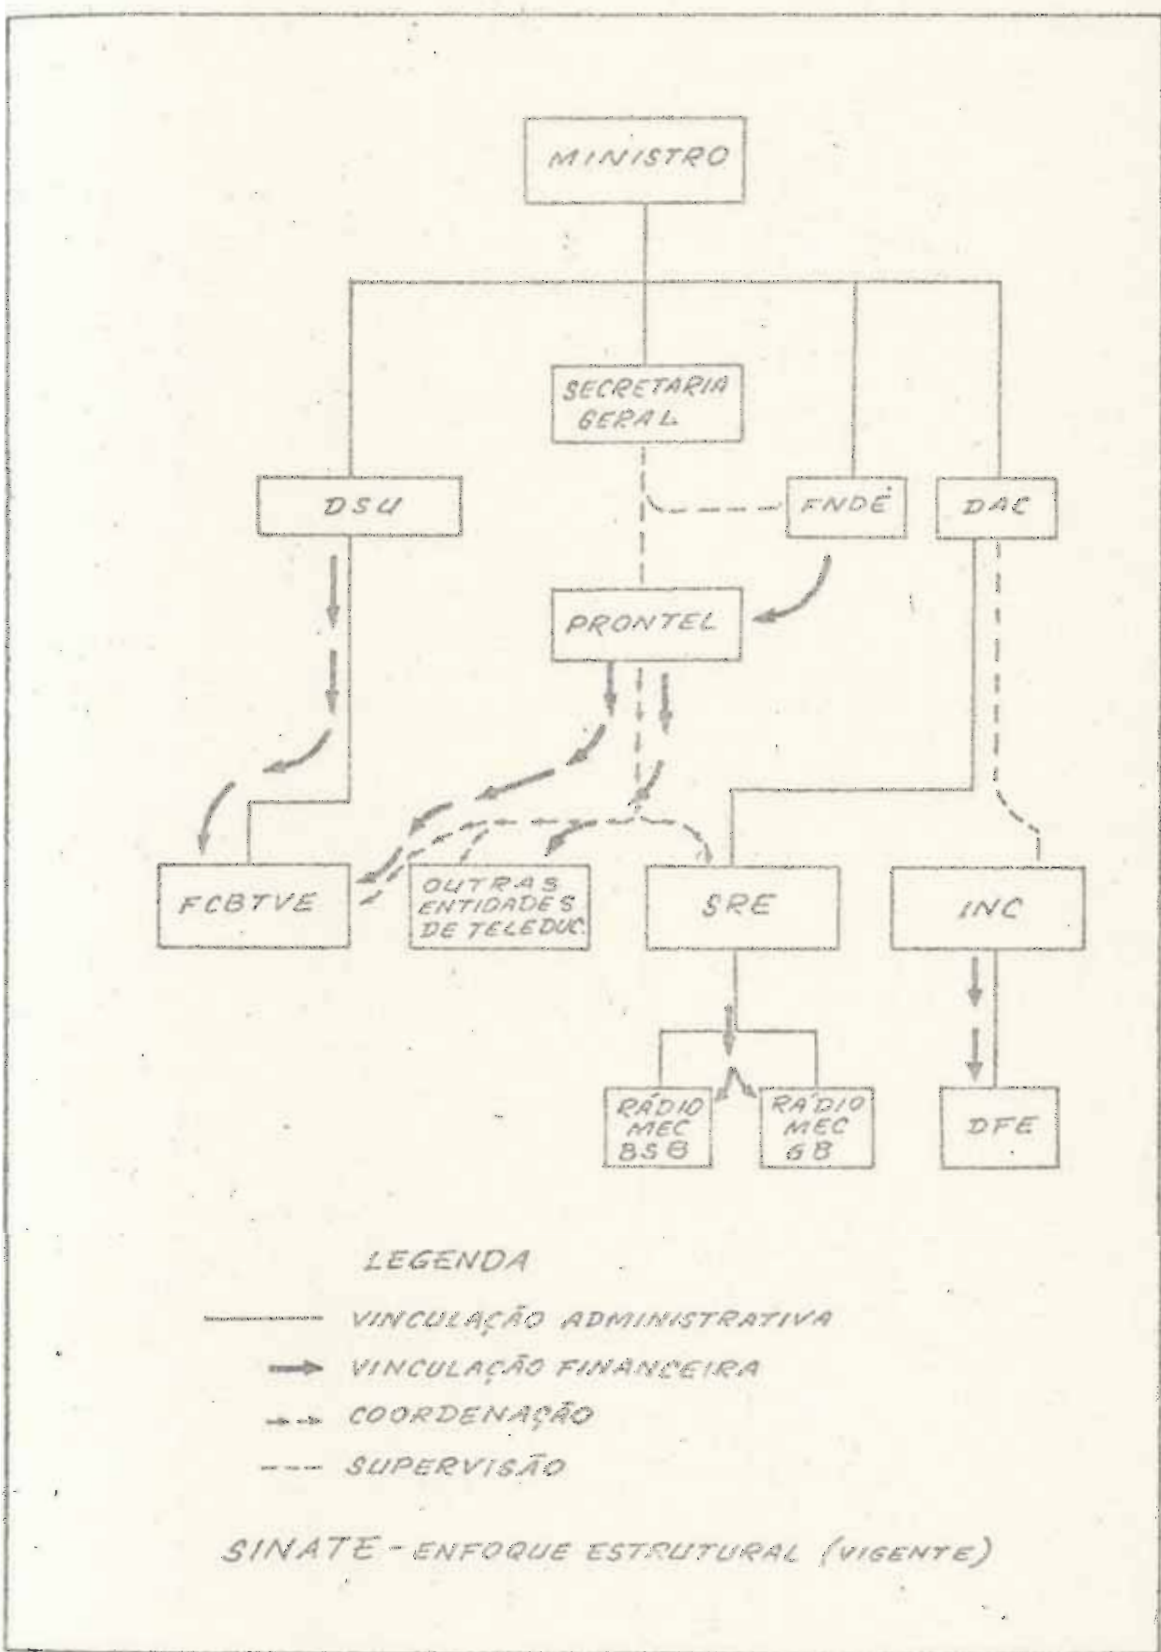 MINISTRO
SECRETARIA
GERAL
DSU
FNDE
DAC
PRONTEL
FCBTVE
OUTRAS
ENTIDADES
DE TELEDUC.
SRE
INC
RÁDIO
MEC
BSB
RÁDIO
MEC
GB
DFE
LEGENDA
VINCULAÇÃO ADMINISTRATIVA
VINCULAÇÃO FINANCEIRA
COORDENAÇÃO
SUPERVISÃO
SINATE - ENFOQUE ESTRUTURAL (VIGENTE)